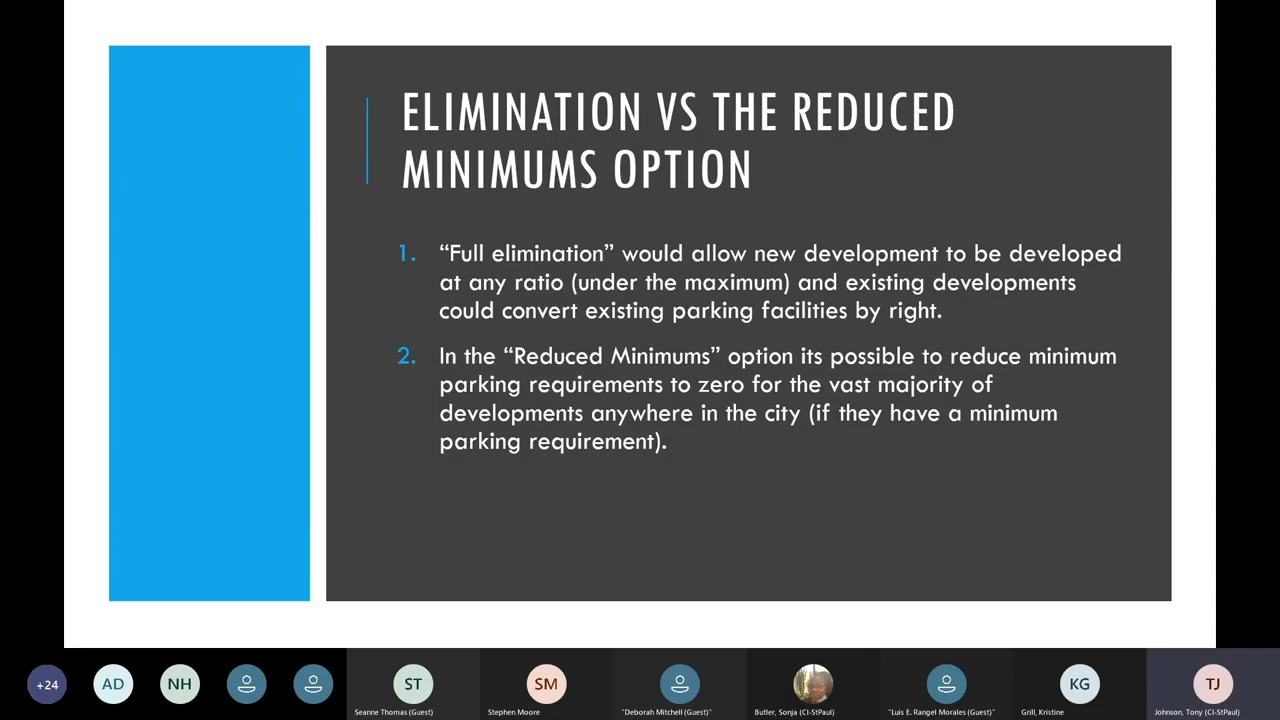 ELIMINATION VS THE REDUCED
MINIMUMS OPTION
1. “Full elimination” would allow new development to be developed
at any ratio (under the maximum) and existing developments
could convert existing parking facilities by right.
2. In the “Reduced Minimums” option its possible to reduce minimum
parking requirements to zero for the vast majority of
developments anywhere in the city (if they have a minimum
parking requirement).
+24 AD NH ST SM KG TJ
Seanne Thomas (Guest) Stephen Moore "Deborah Mitchell (Guest)" Butler, Sonja (CI-StPaul) "Luis E. Rangel Morales (Guest)" Grill, Kristine Johnson, Tony (CI-StPaul)